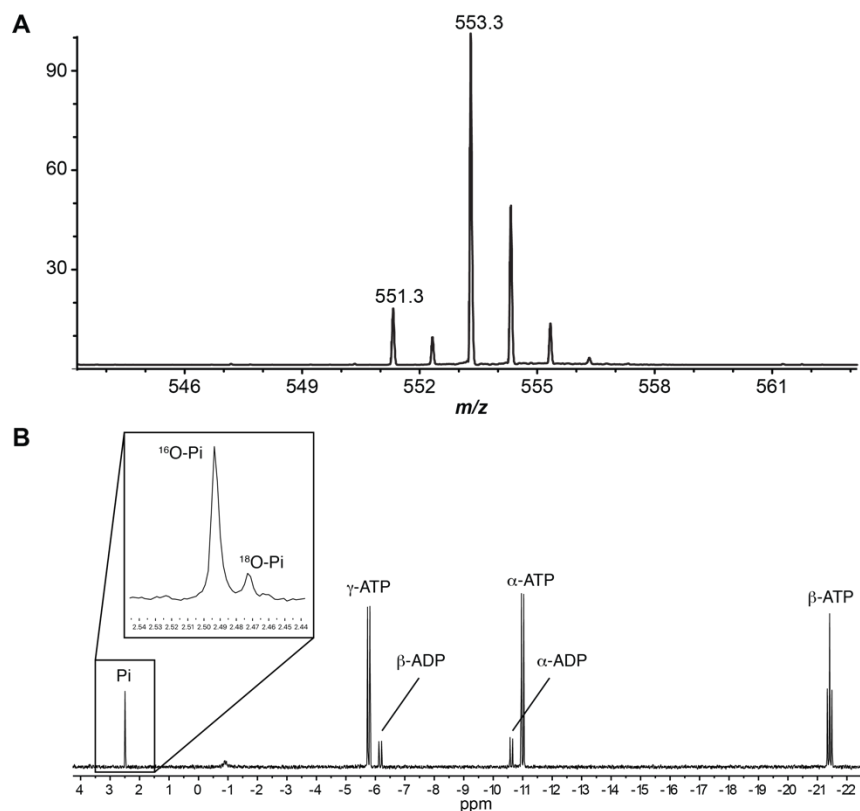 A
553.3
90
60
551.3
30
546 549 552 555 558 561
m/z
B
¹⁶O-Pi
¹⁸O-Pi
2.54 2.53 2.52 2.51 2.50 2.49 2.48 2.47 2.46 2.45 2.44
γ-ATP
α-ATP
β-ATP
β-ADP
α-ADP
Pi
4 3 2 1 0 -1 -2 -3 -4 -5 -6 -7 -8 -9 -10 -11 -12 -13 -14 -15 -16 -17 -18 -19 -20 -21 -22
ppm